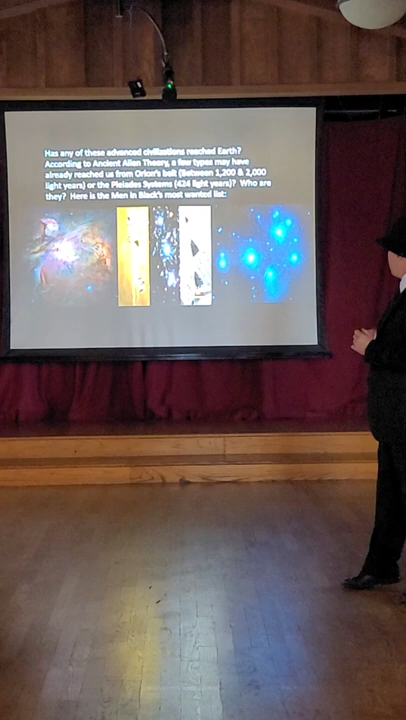 Has any of these advanced civilizations reached Earth?
According to Ancient Alien Theory, a few types may have
already reached us from Orion's belt (Between 1,200 & 2,000
light years) or the Pleiades Systems (424 light years)? Who are
they? Here is the Men in Black's most wanted list: